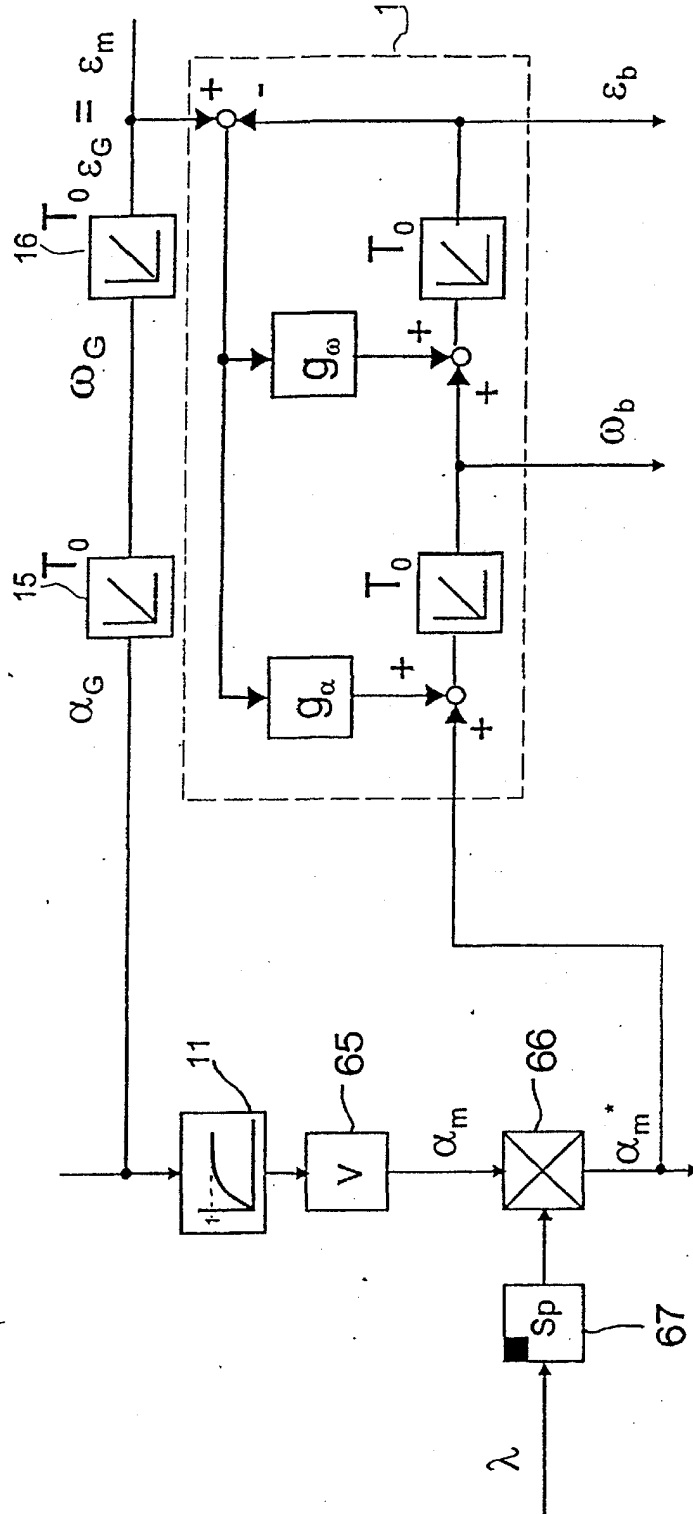 α_G
15
T_0
ω_G
16
T_0
ε_G = ε_m
1
+
-
g_α
g_ω
+
+
T_0
+
+
T_0
ω_b
ε_b
11
1
v
65
α_m
66
α_m*
λ
Sp
67